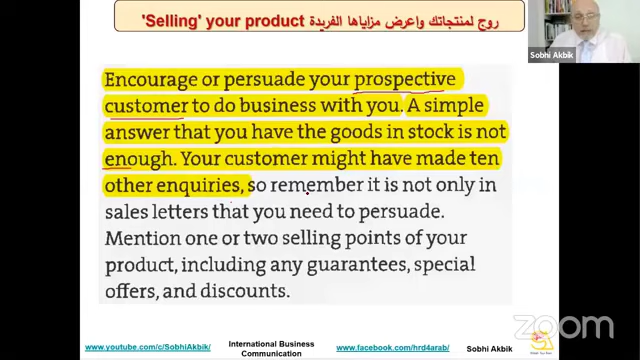 'Selling' your product روج لمنتجاتك واعرض مزاياها الفريدة
Sobhi Akbik
Encourage or persuade your prospective
customer to do business with you. A simple
answer that you have the goods in stock is not
enough. Your customer might have made ten
other enquiries, so remember it is not only in
sales letters that you need to persuade.
Mention one or two selling points of your
product, including any guarantees, special
offers, and discounts.
zoom
www.youtube.com/c/SobhiAkbik/
International Business
Communication
www.facebook.com/hrd4arab/
Sobhi Akbik